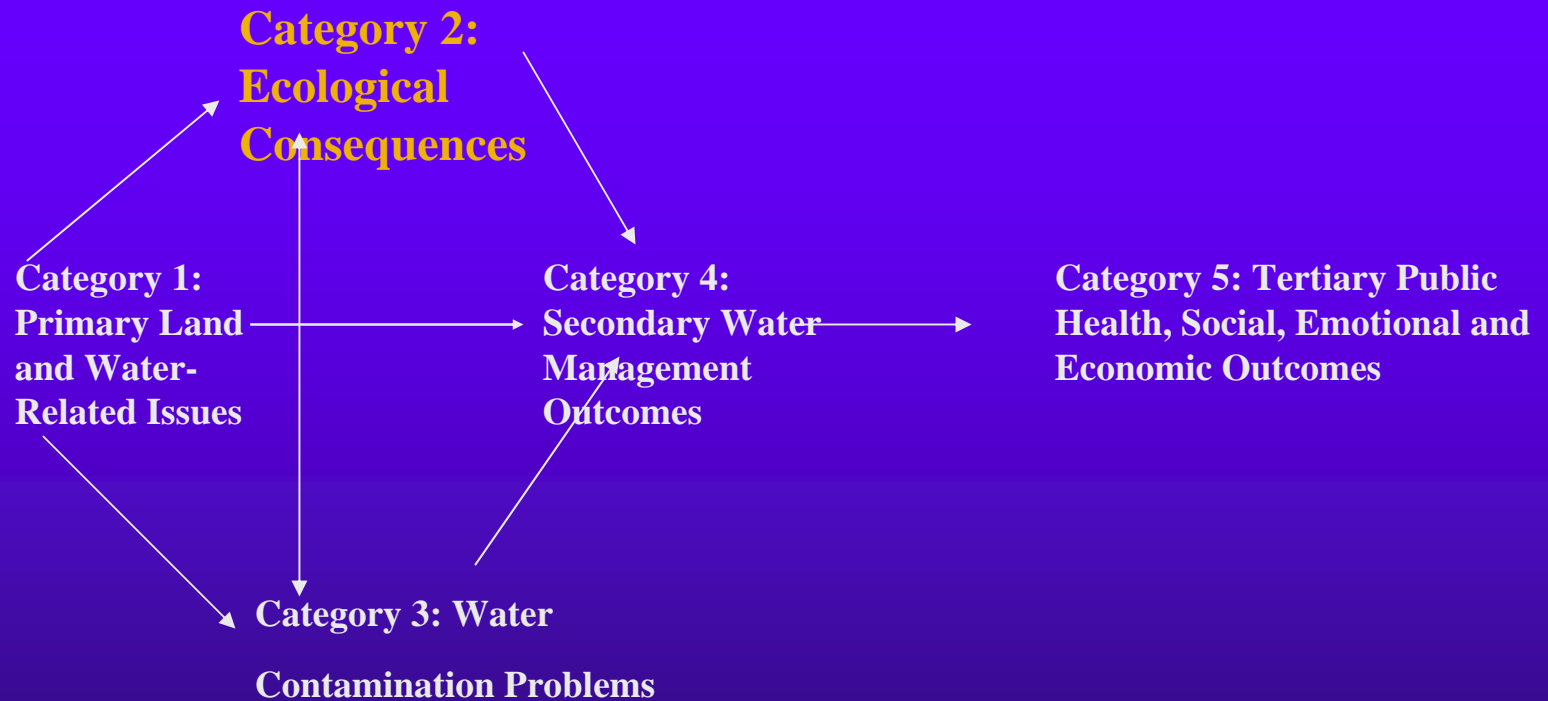 Category 2:
Ecological
Consequences
Category 1:
Primary Land
and Water-
Related Issues
Category 4:
Secondary Water
Management
Outcomes
Category 5: Tertiary Public
Health, Social, Emotional and
Economic Outcomes
Category 3: Water
Contamination Problems